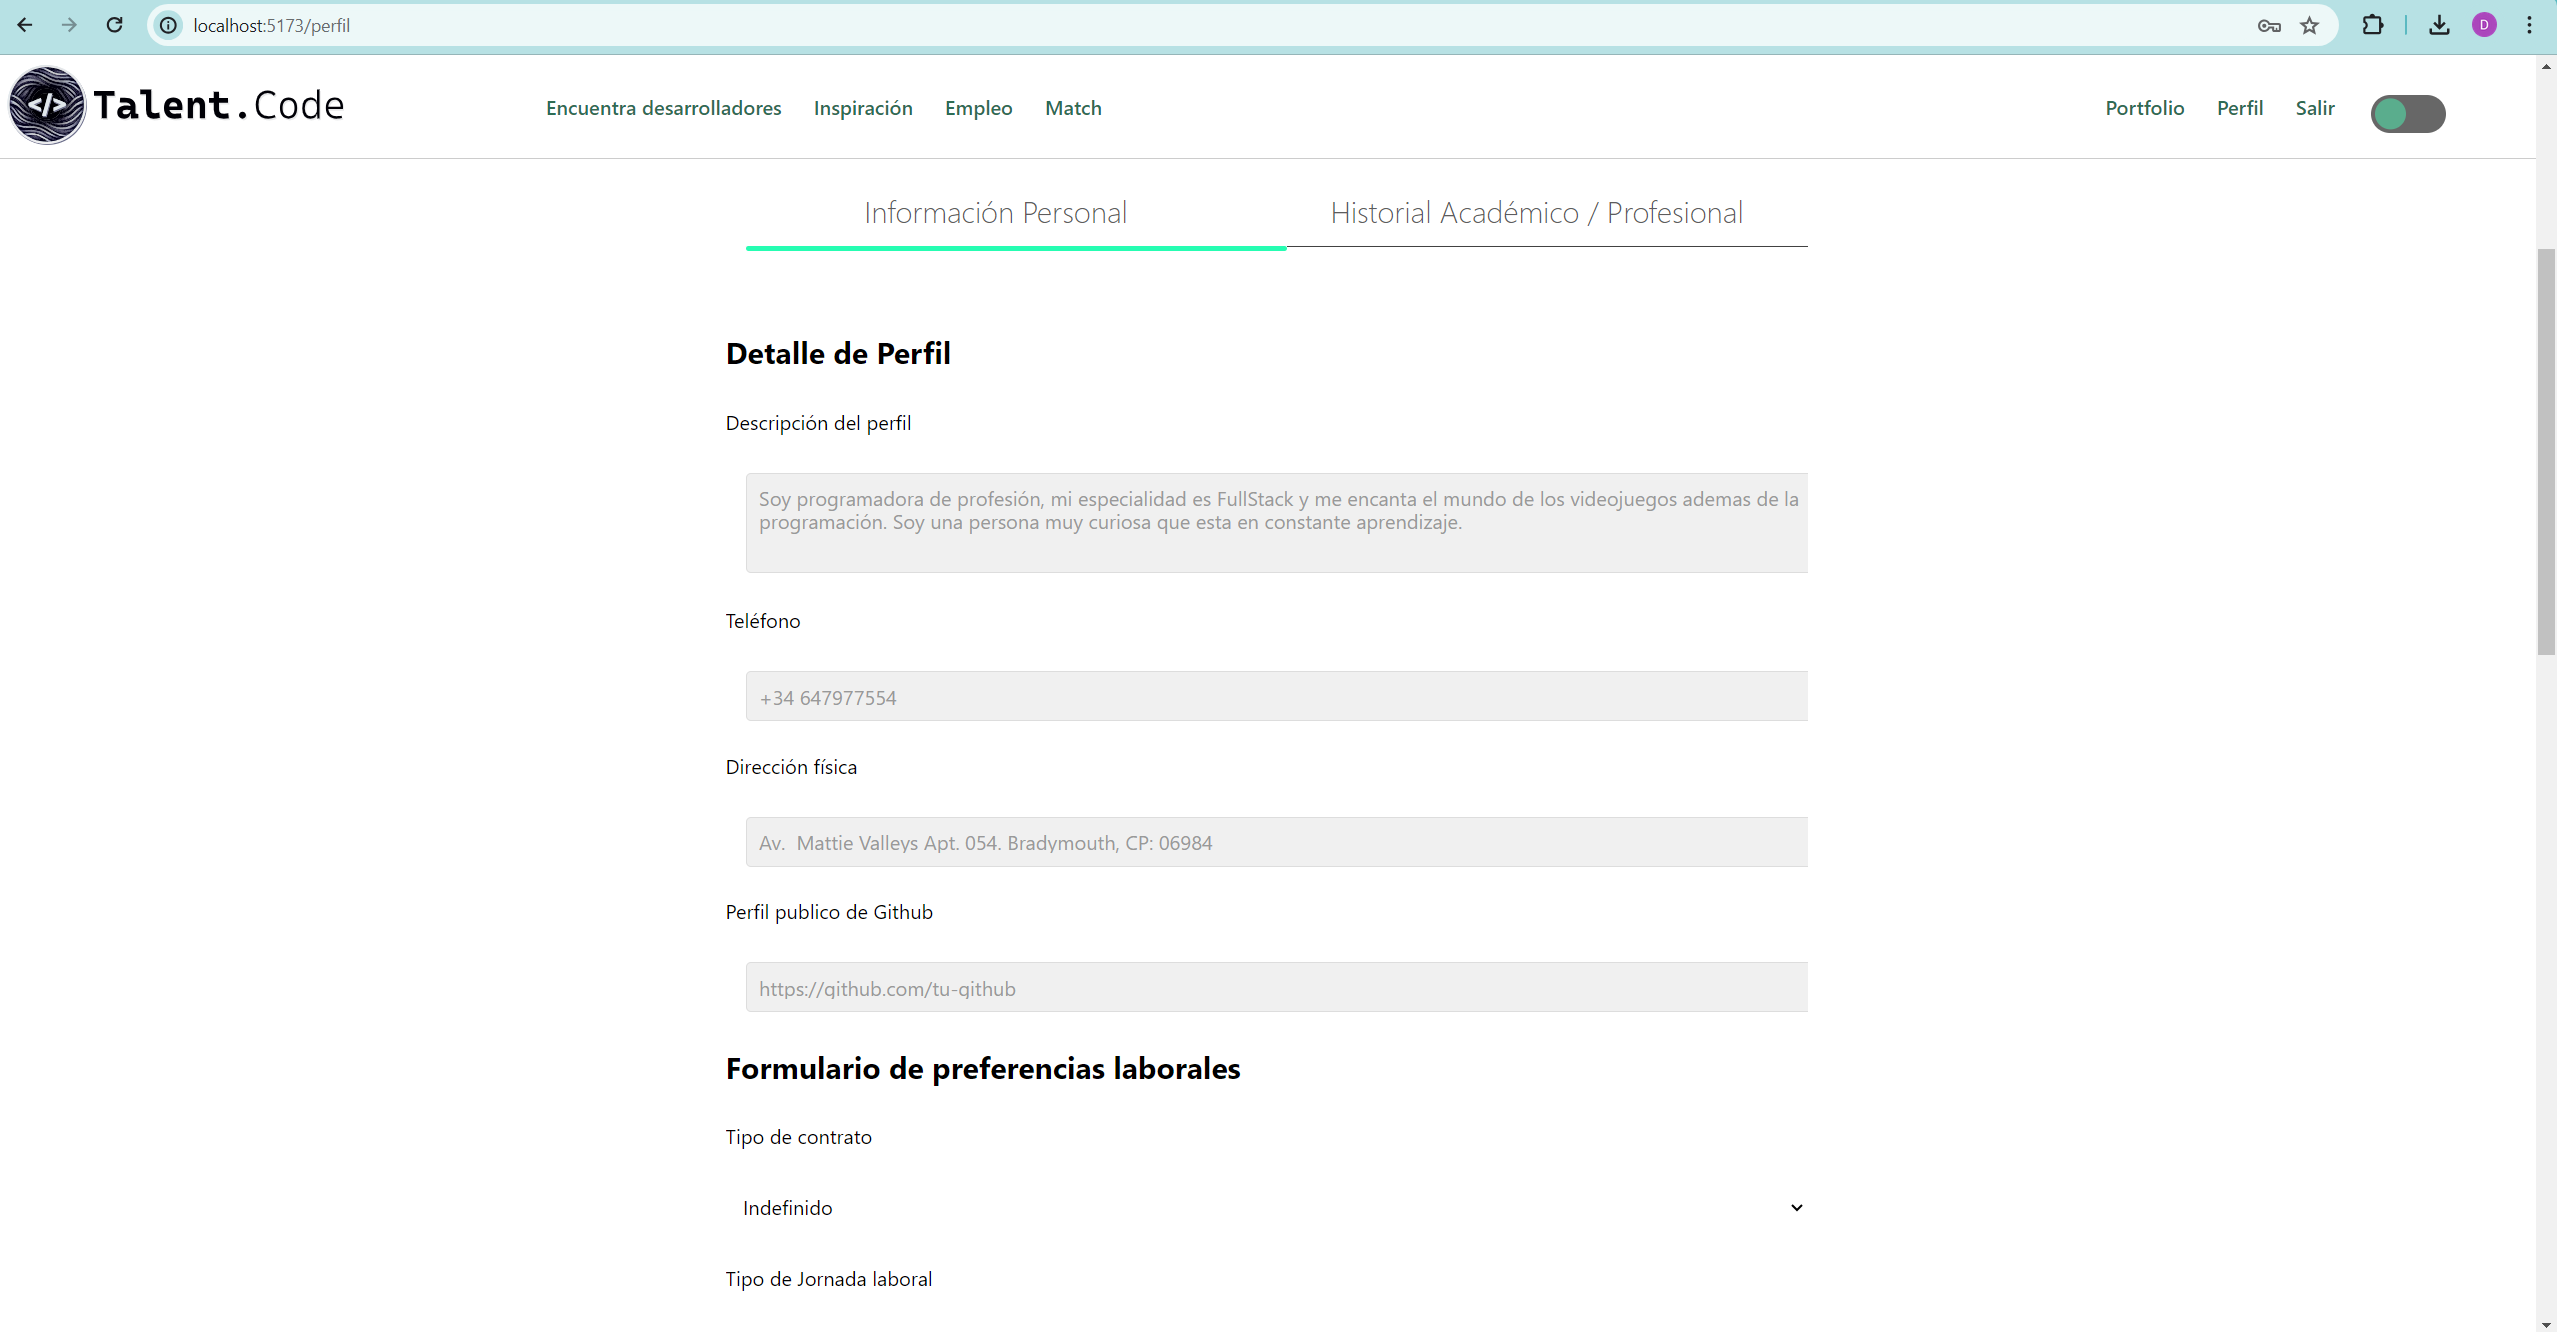 localhost:5173/perfil
D
</> Talent.Code
Encuentra desarrolladores Inspiración Empleo Match Portfolio Perfil Salir
Información Personal Historial Académico / Profesional
Detalle de Perfil
Descripción del perfil
Soy programadora de profesión, mi especialidad es FullStack y me encanta el mundo de los videojuegos ademas de la
programación. Soy una persona muy curiosa que esta en constante aprendizaje.
Teléfono
+34 647977554
Dirección física
Av.  Mattie Valleys Apt. 054. Bradymouth, CP: 06984
Perfil publico de Github
https://github.com/tu-github
Formulario de preferencias laborales
Tipo de contrato
Indefinido
Tipo de Jornada laboral